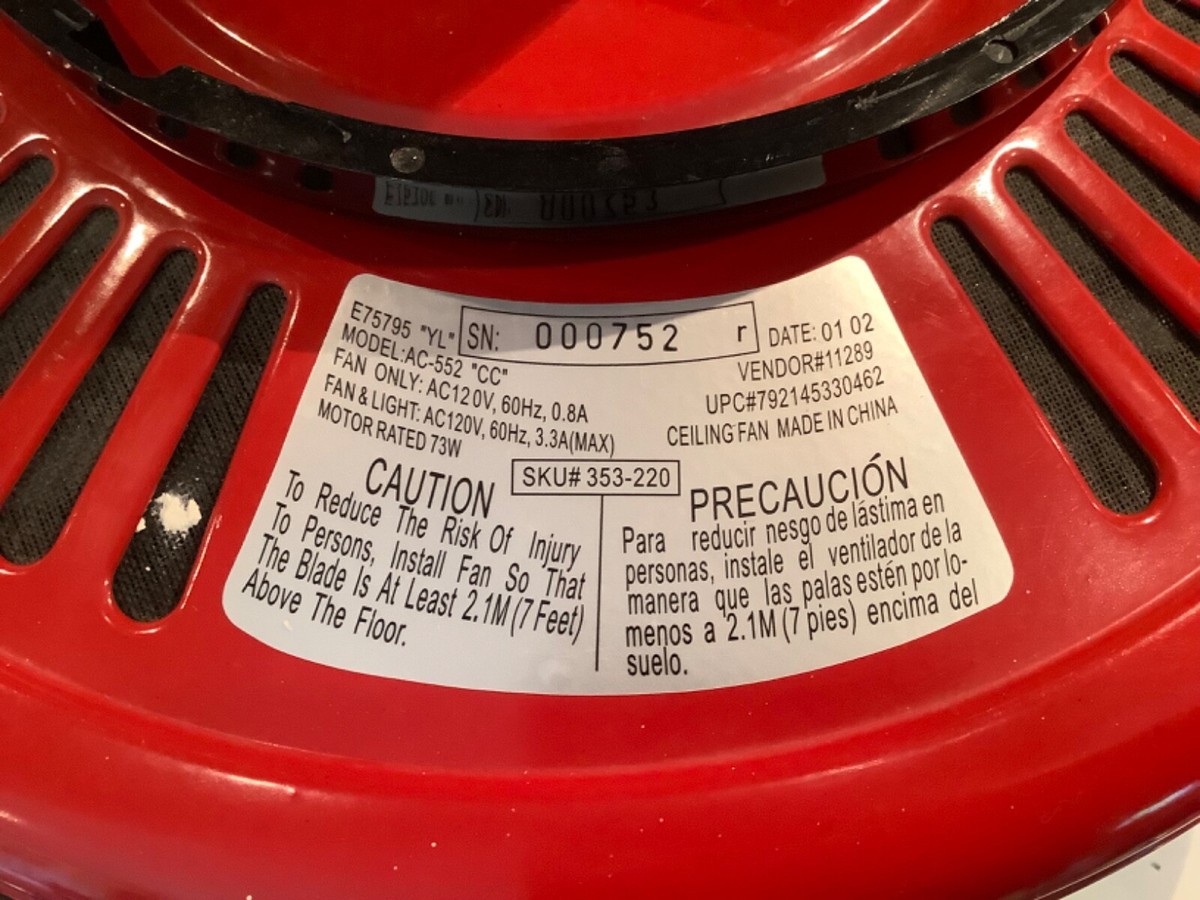 E75795 "YL" SN: 000752 r DATE: 01 02
MODEL:AC-552 "CC" VENDOR#11289
FAN ONLY: AC120V, 60Hz, 0.8A UPC#792145330462
FAN & LIGHT: AC120V, 60Hz, 3.3A(MAX) CEILING FAN MADE IN CHINA
MOTOR RATED 73W
SKU# 353-220
CAUTION
To Reduce The Risk Of Injury
To Persons, Install Fan So That
The Blade Is At Least 2.1M (7 Feet)
Above The Floor.
PRECAUCIÓN
Para reducir nesgo de lástima en
personas, instale el ventilador de la
manera que las palas estén por lo-
menos a 2.1M (7 pies) encima del
suelo.